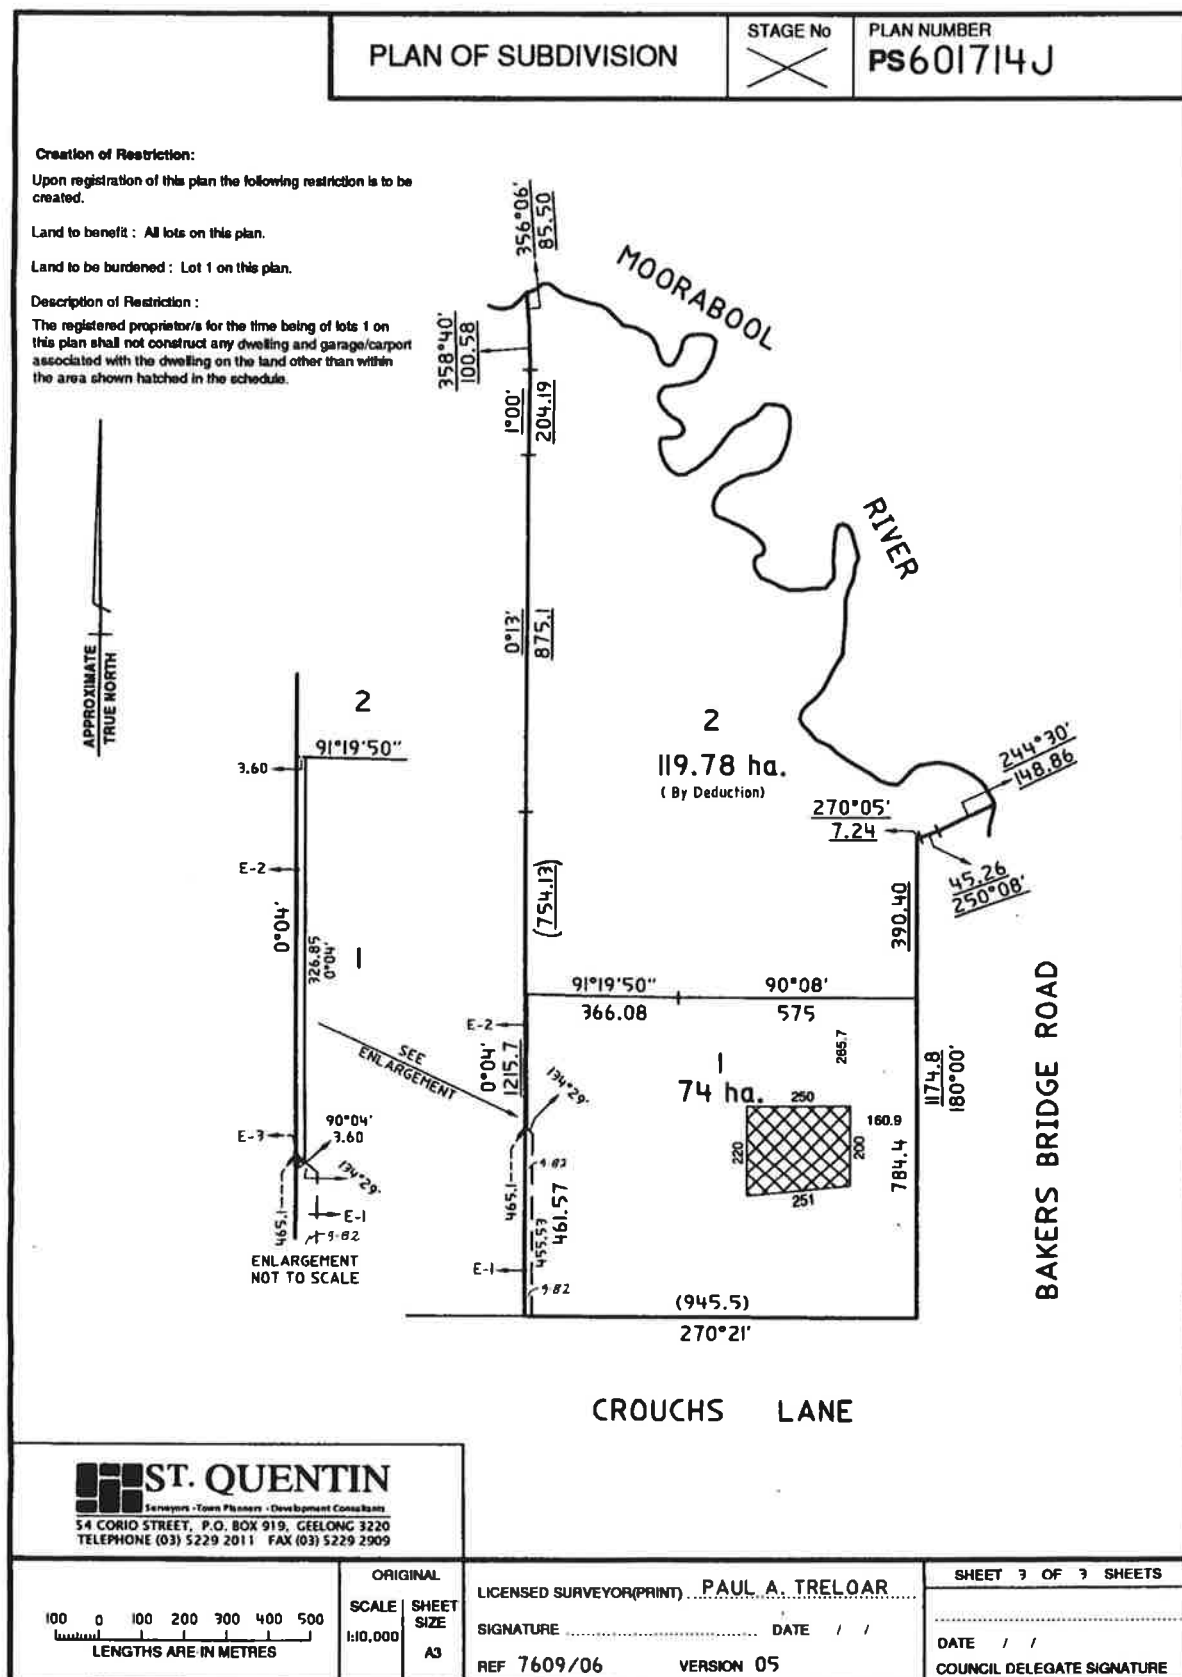 PLAN OF SUBDIVISION
STAGE No
PLAN NUMBER
PS601714J
Creation of Restriction:
Upon registration of this plan the following restriction is to be
created.
Land to benefit : All lots on this plan.
Land to be burdened : Lot 1 on this plan.
Description of Restriction :
The registered proprietor/s for the time being of lots 1 on
this plan shall not construct any dwelling and garage/carport
associated with the dwelling on the land other than within
the area shown hatched in the schedule.
APPROXIMATE
TRUE NORTH
356°06'
85.50
MOORABOOL
RIVER
358°40'
100.58
1°00'
204.19
0°13'
875.1
2
119.78 ha.
( By Deduction)
244°30'
148.86
270°05'
7.24
45.26
250°08'
390.40
(754.13)
2
91°19'50"
3.60
E-2
0°04'
326.85
0°04'
1
SEE
ENLARGEMENT
E-3
90°04'
3.60
134°29'
465.1
E-1
9.82
ENLARGEMENT
NOT TO SCALE
91°19'50"
366.08
90°08'
575
E-2
0°04'
1215.7
134°29'
1
74 ha.
265.7
250
160.9
220
200
251
1174.8
180°00'
784.4
9.82
465.1
455.53
461.57
E-1
9.82
(945.5)
270°21'
BAKERS BRIDGE ROAD
CROUCHS LANE
ST. QUENTIN
Surveyors - Town Planners - Development Consultants
54 CORIO STREET, P.O. BOX 919, GEELONG 3220
TELEPHONE (03) 5229 2011 FAX (03) 5229 2909
100 0 100 200 300 400 500
LENGTHS ARE IN METRES
ORIGINAL
SCALE
1:10,000
SHEET
SIZE
A3
LICENSED SURVEYOR(PRINT) PAUL A. TRELOAR
SIGNATURE DATE / /
REF 7609/06 VERSION 05
SHEET 3 OF 3 SHEETS
DATE / /
COUNCIL DELEGATE SIGNATURE